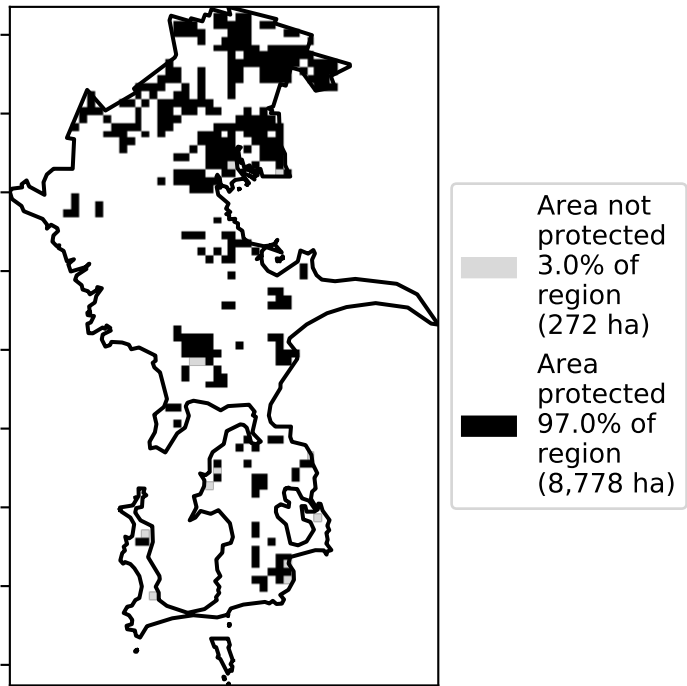 Area not
protected
3.0% of
region
(272 ha)
Area
protected
97.0% of
region
(8,778 ha)